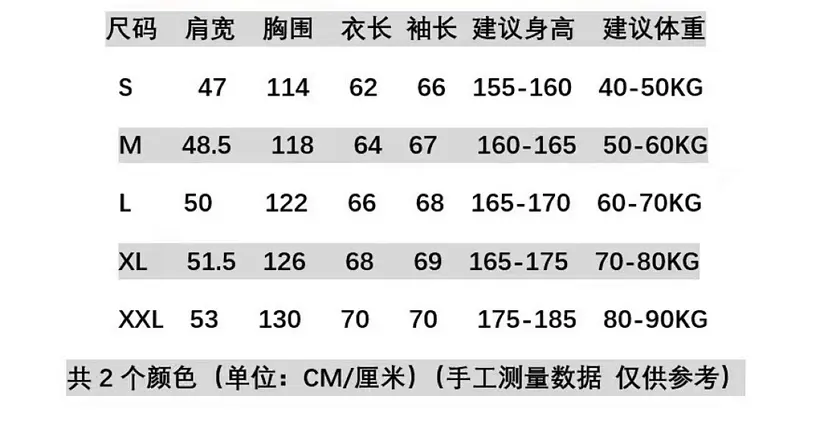 尺码 肩宽 胸围 衣长 袖长 建议身高 建议体重
S 47 114 62 66 155-160 40-50KG
M 48.5 118 64 67 160-165 50-60KG
L 50 122 66 68 165-170 60-70KG
XL 51.5 126 68 69 165-175 70-80KG
XXL 53 130 70 70 175-185 80-90KG
共2个颜色（单位：CM/厘米）（手工测量数据 仅供参考）